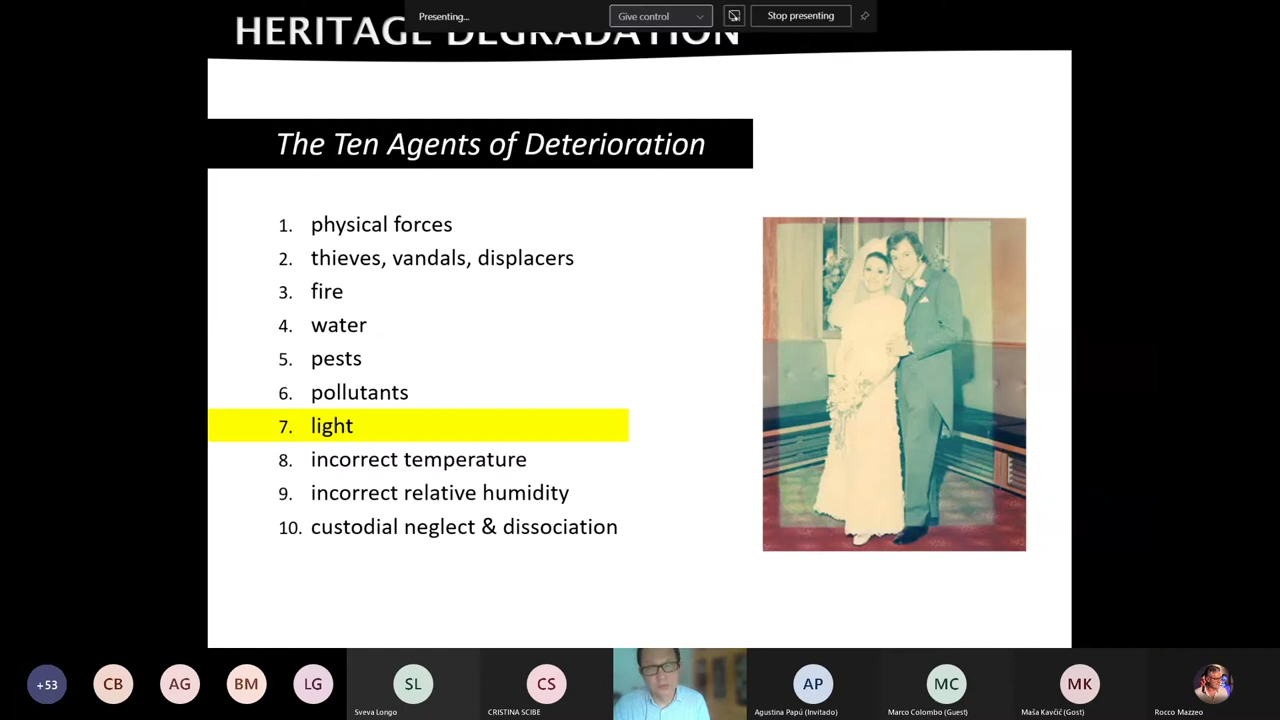 Presenting...
Give control
Stop presenting
HERITAGE DEGRADATION
The Ten Agents of Deterioration
1. physical forces
2. thieves, vandals, displacers
3. fire
4. water
5. pests
6. pollutants
7. light
8. incorrect temperature
9. incorrect relative humidity
10. custodial neglect & dissociation
+53
CB
AG
BM
LG
SL
Sveva Longo
CS
CRISTINA SCIBE
AP
Agustina Papú (Invitado)
MC
Marco Colombo (Guest)
MK
Maša Kavčič (Gost)
Rocco Mazzeo